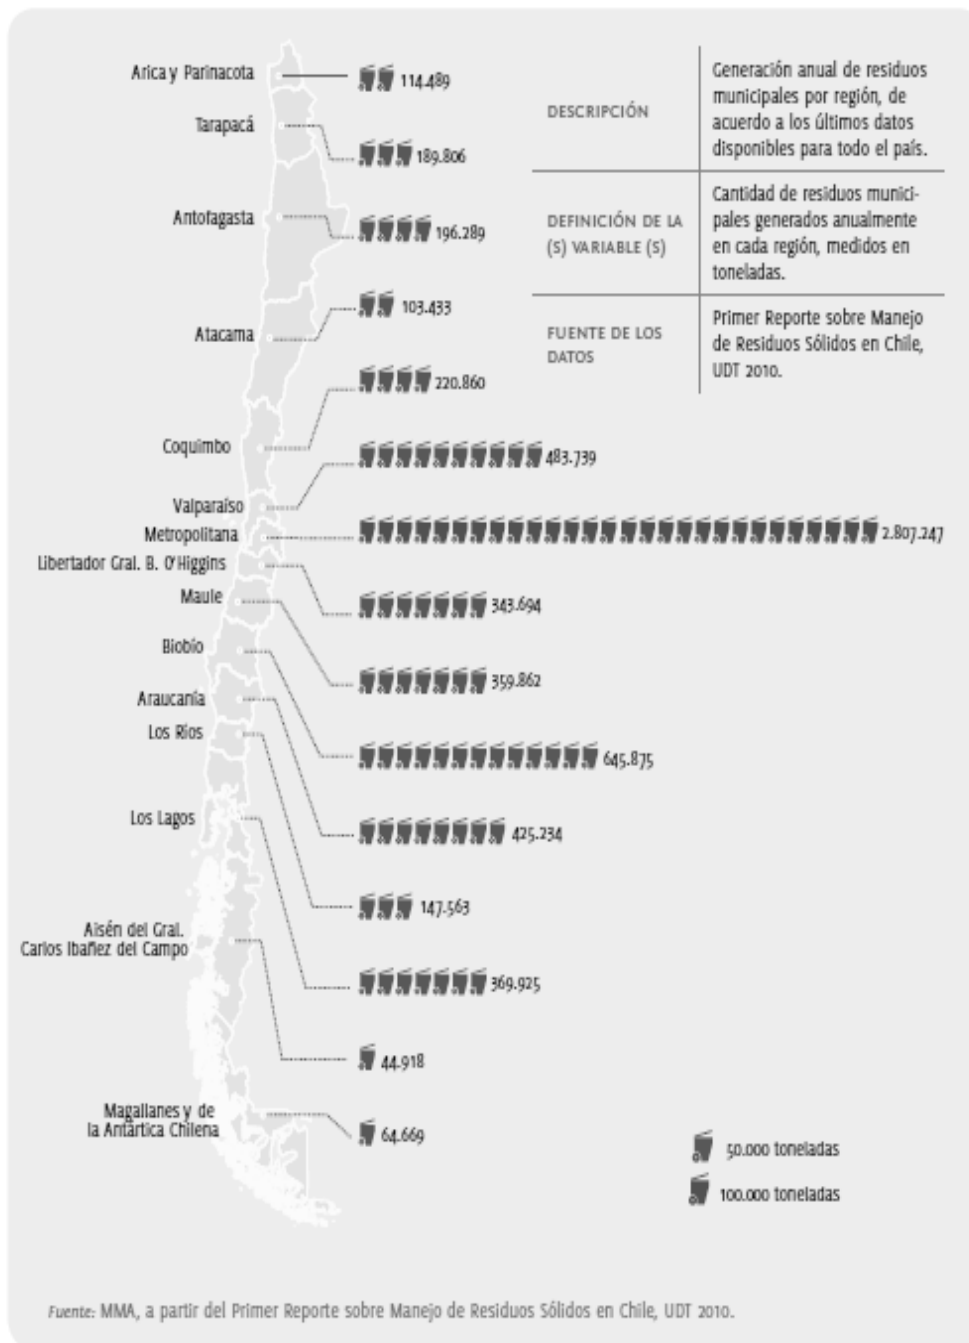 Arica y Parinacota
114.489
Tarapacá
189.806
Antofagasta
196.289
Atacama
103.433
Coquimbo
220.860
Valparaíso
483.739
Metropolitana
2.807.247
Libertador Gral. B. O'Higgins
343.694
Maule
359.862
Biobío
645.875
Araucanía
425.234
Los Ríos
147.563
Los Lagos
369.925
Aisén del Gral.
Carlos Ibañez del Campo
44.918
Magallanes y de
la Antártica Chilena
64.669
DESCRIPCIÓN
Generación anual de residuos
municipales por región, de
acuerdo a los últimos datos
disponibles para todo el país.
DEFINICIÓN DE LA
(S) VARIABLE (S)
Cantidad de residuos munici-
pales generados anualmente
en cada región, medidos en
toneladas.
FUENTE DE LOS
DATOS
Primer Reporte sobre Manejo
de Residuos Sólidos en Chile,
UDT 2010.
50.000 toneladas
100.000 toneladas
Fuente: MMA, a partir del Primer Reporte sobre Manejo de Residuos Sólidos en Chile, UDT 2010.